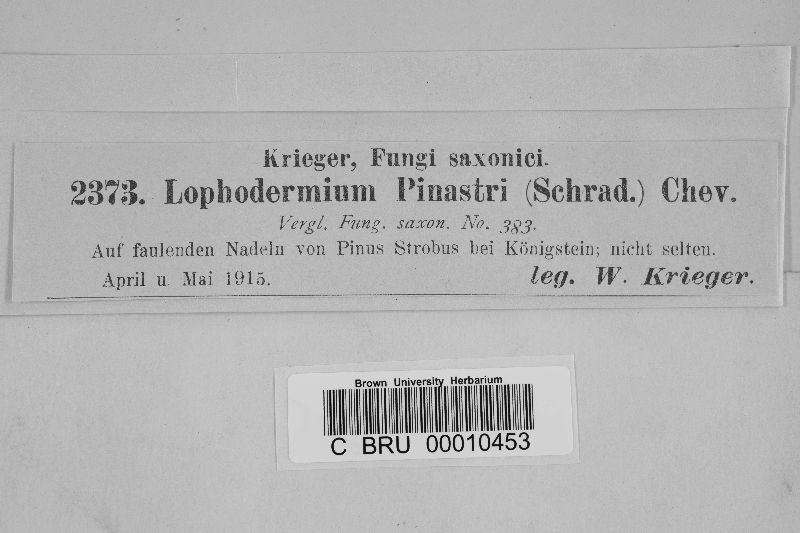 Krieger, Fungi saxonici.
2373. Lophodermium Pinastri (Schrad.) Chev.
Vergl. Fung. saxon. No. 383.
Auf faulenden Nadeln von Pinus Strobus bei Königstein; nicht selten.
April u. Mai 1915. leg. W. Krieger.
Brown University Herbarium
C BRU 00010453